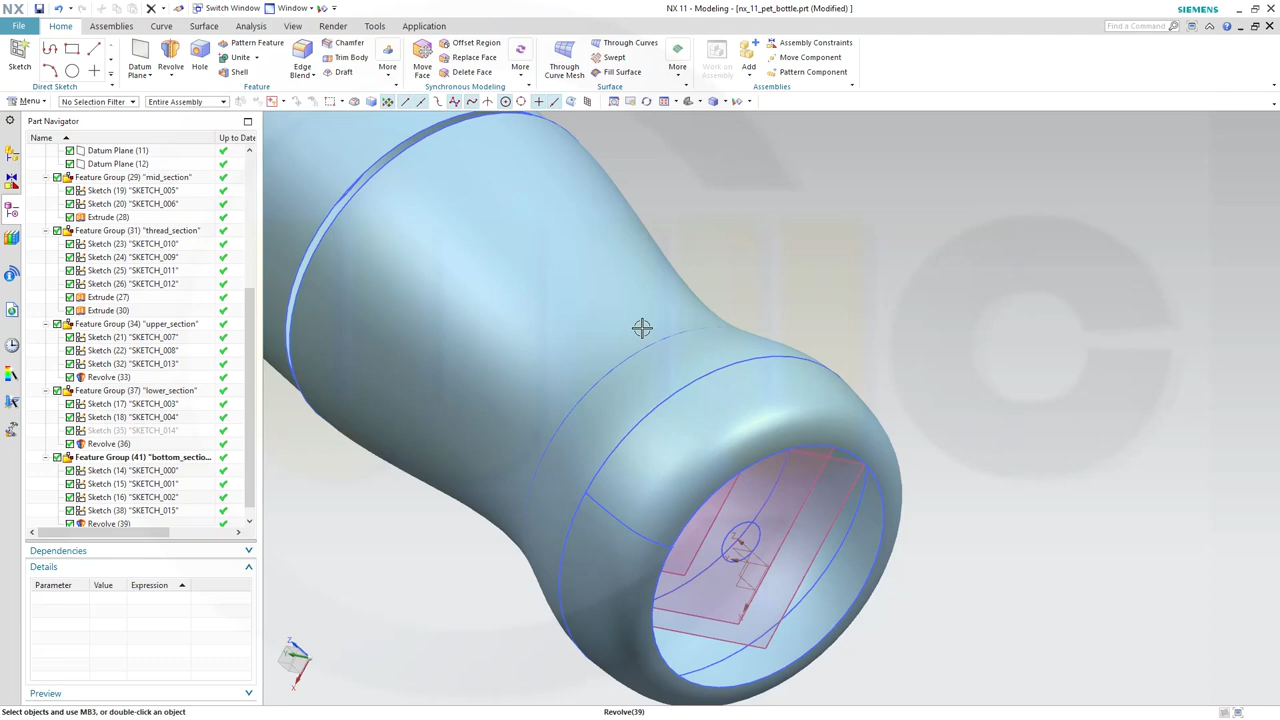 Switch Window Window NX 11 - Modeling - [nx_11_pet_bottle.prt (Modified) ] SIEMENS
File Home Assemblies Curve Surface Analysis View Render Tools Application Find a Command
Sketch Datum Plane Revolve Hole Pattern Feature Unite Shell Edge Blend Chamfer Trim Body Draft More Move Face Offset Region Replace Face Delete Face More Through Curve Mesh Through Curves Swept Fill Surface More Work on Assembly Add Assembly Constraints Move Component Pattern Component
Direct Sketch Feature Synchronous Modeling Surface Assemblies
Menu No Selection Filter Entire Assembly
Part Navigator
Name Up to Date
Datum Plane (11)
Datum Plane (12)
Feature Group (29) "mid_section"
Sketch (19) "SKETCH_005"
Sketch (20) "SKETCH_006"
Extrude (28)
Feature Group (31) "thread_section"
Sketch (23) "SKETCH_010"
Sketch (24) "SKETCH_009"
Sketch (25) "SKETCH_011"
Sketch (26) "SKETCH_012"
Extrude (27)
Extrude (30)
Feature Group (34) "upper_section"
Sketch (21) "SKETCH_007"
Sketch (22) "SKETCH_008"
Sketch (32) "SKETCH_013"
Revolve (33)
Feature Group (37) "lower_section"
Sketch (17) "SKETCH_003"
Sketch (18) "SKETCH_004"
Sketch (35) "SKETCH_014"
Revolve (36)
Feature Group (41) "bottom_sectio...
Sketch (14) "SKETCH_000"
Sketch (15) "SKETCH_001"
Sketch (16) "SKETCH_002"
Sketch (38) "SKETCH_015"
Revolve (39)
Dependencies
Details
Parameter Value Expression
Preview
Z
Y
X
Select objects and use MB3, or double-click an object Revolve(39)